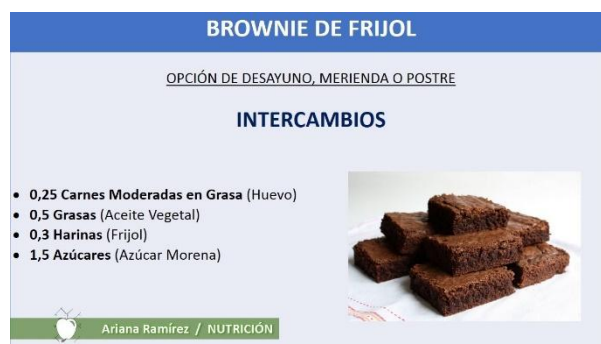 BROWNIE DE FRIJOL
OPCIÓN DE DESAYUNO, MERIENDA O POSTRE
INTERCAMBIOS
• 0,25 Carnes Moderadas en Grasa (Huevo)
• 0,5 Grasas (Aceite Vegetal)
• 0,3 Harinas (Frijol)
• 1,5 Azúcares (Azúcar Morena)
Ariana Ramírez / NUTRICIÓN